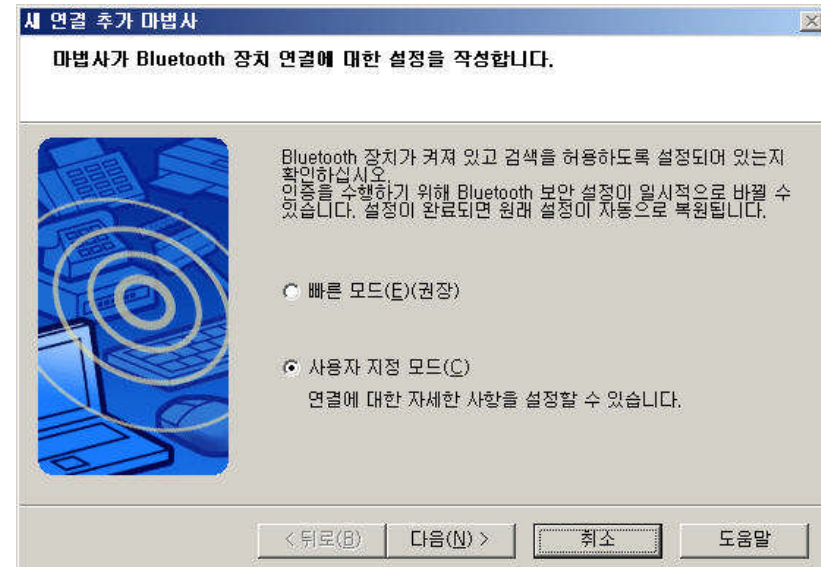 새 연결 추가 마법사
마법사가 Bluetooth 장치 연결에 대한 설정을 작성합니다.
Bluetooth 장치가 켜져 있고 검색을 허용하도록 설정되어 있는지
확인하십시오.
인증을 수행하기 위해 Bluetooth 보안 설정이 일시적으로 바뀔 수
있습니다. 설정이 완료되면 원래 설정이 자동으로 복원됩니다.
빠른 모드(E)(권장)
사용자 지정 모드(C)
연결에 대한 자세한 사항을 설정할 수 있습니다.
< 뒤로(B) 다음(N) > 취소 도움말